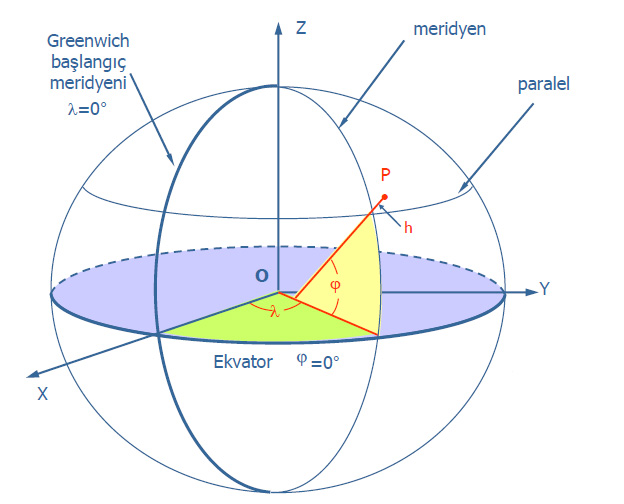 Z
Greenwich
başlangıç
meridyeni
λ=0°
meridyen
paralel
P
h
O
φ
λ
Y
Ekvator φ=0°
X